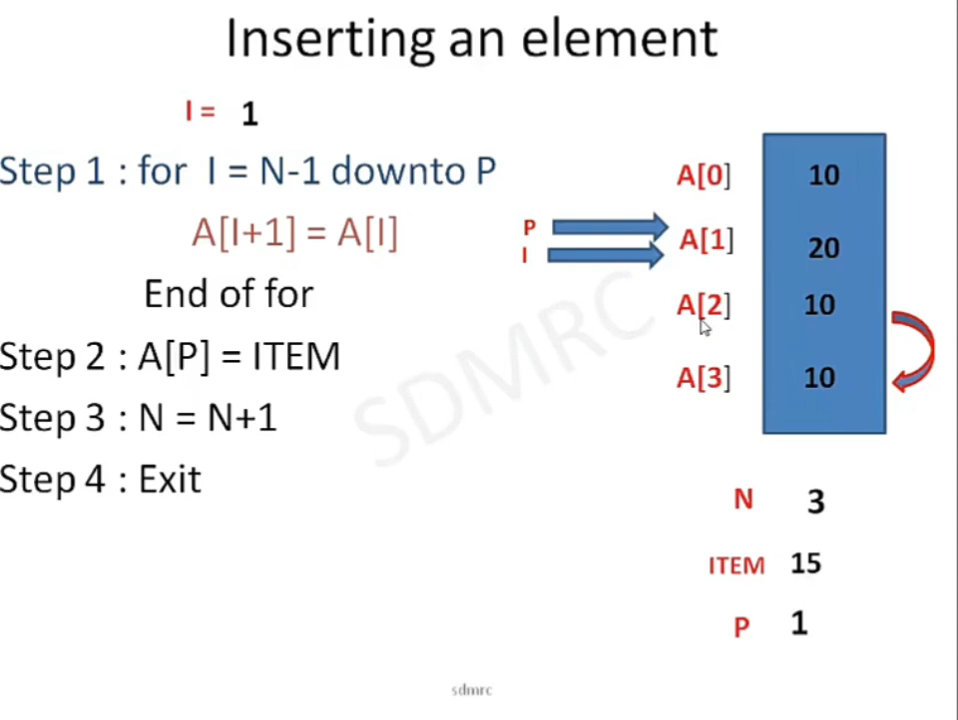 Inserting an element
I = 1
Step 1 : for I = N-1 downto P
A[I+1] = A[I]
End of for
Step 2 : A[P] = ITEM
Step 3 : N = N+1
Step 4 : Exit
P
I
A[0] 10
A[1] 20
A[2] 10
A[3] 10
N 3
ITEM 15
P 1
SDMRC
sdmrc